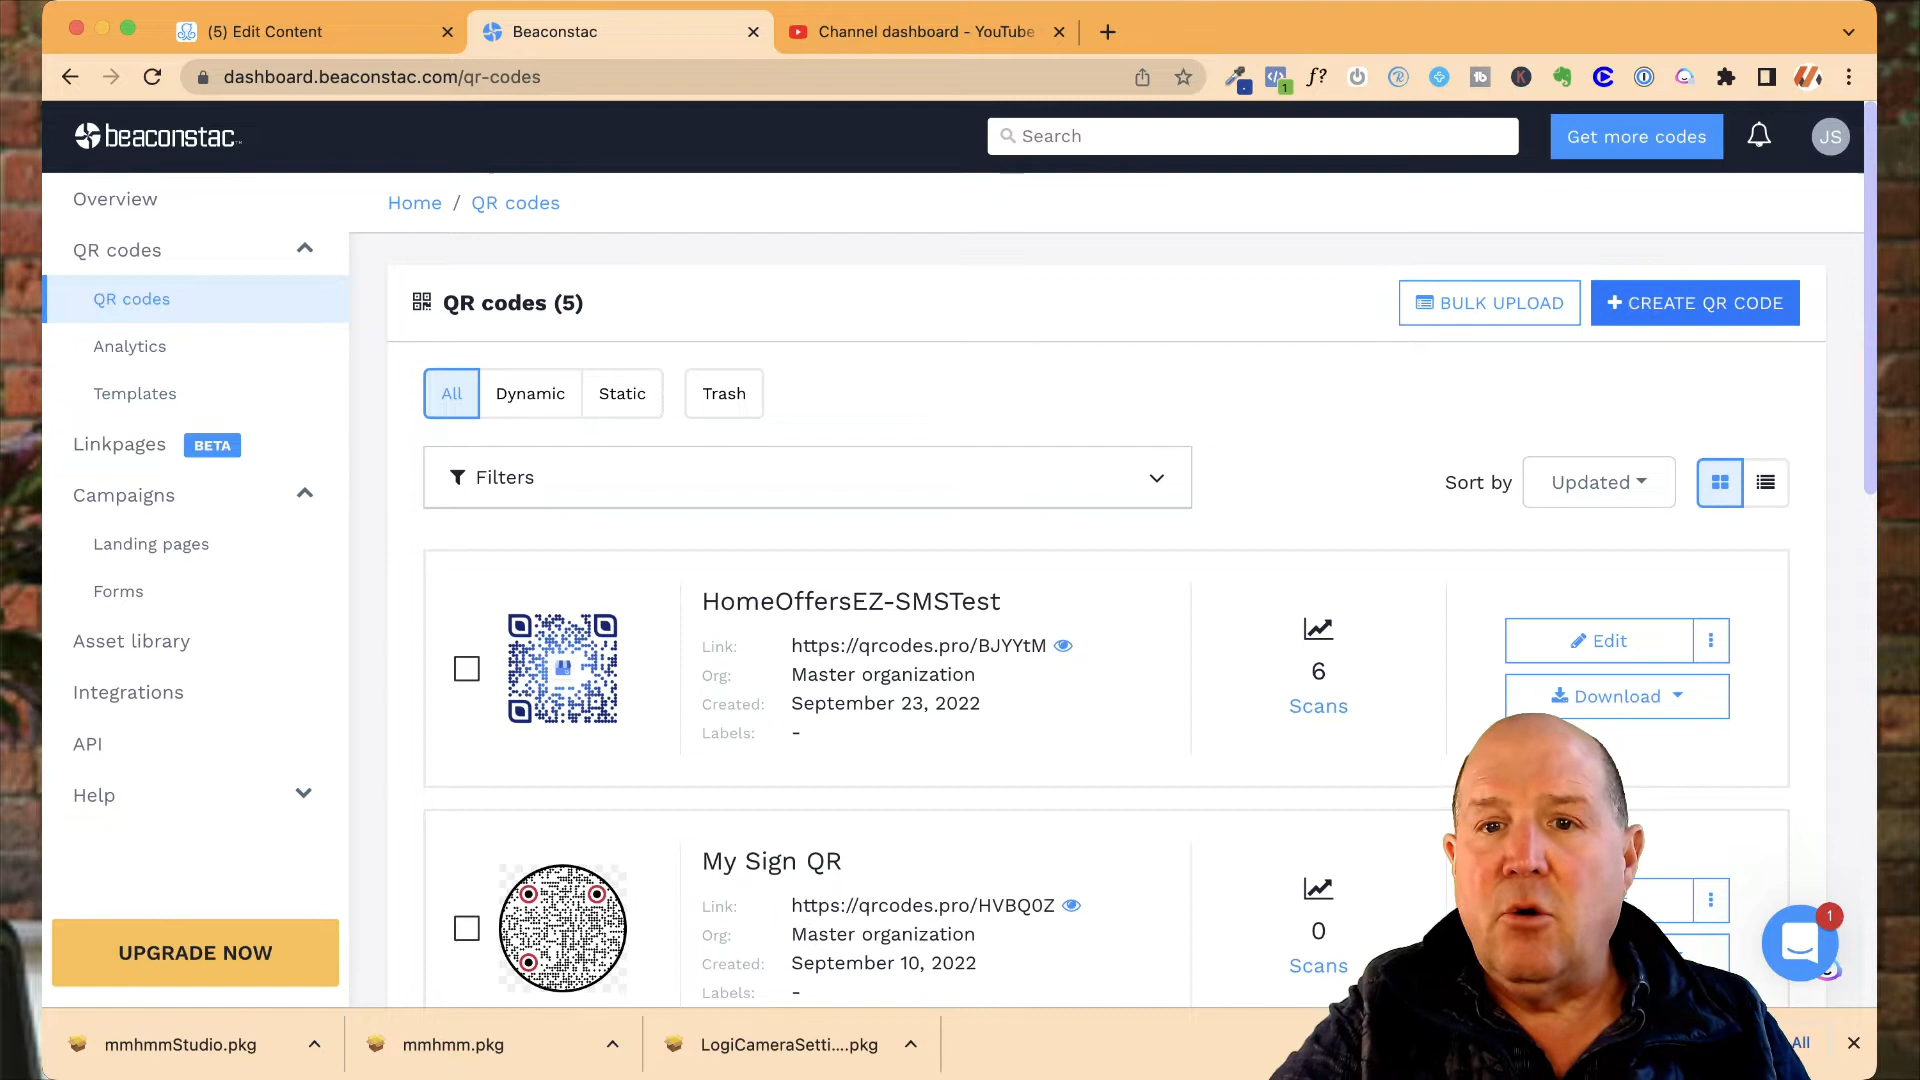 (5) Edit Content
Beaconstac
Channel dashboard - YouTube
dashboard.beaconstac.com/qr-codes
beaconstac
Search
Get more codes
JS
Overview
Home / QR codes
QR codes
QR codes
Analytics
Templates
Linkpages BETA
Campaigns
Landing pages
Forms
Asset library
Integrations
API
Help
UPGRADE NOW
QR codes (5)
BULK UPLOAD
CREATE QR CODE
All Dynamic Static Trash
Filters
Sort by Updated
HomeOffersEZ-SMSTest
Link: https://qrcodes.pro/BJYYtM
Org: Master organization
Created: September 23, 2022
Labels: -
6
Scans
Edit
Download
My Sign QR
Link: https://qrcodes.pro/HVBQ0Z
Org: Master organization
Created: September 10, 2022
Labels: -
0
Scans
1
mmhmmStudio.pkg
mmhmm.pkg
LogiCameraSetti....pkg
All